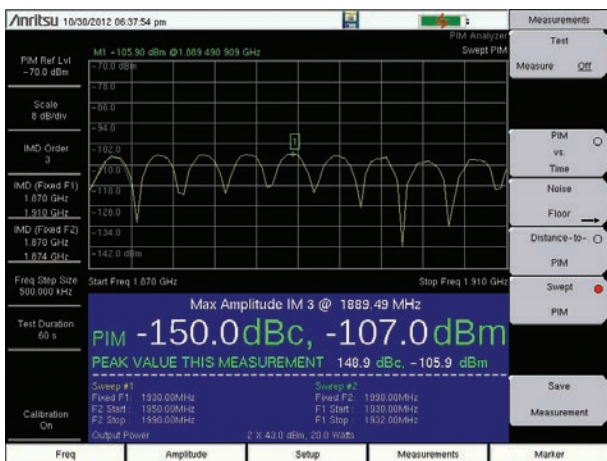 Anritsu 10/30/2012 06:37:54 pm
Measurements
PIM Analyzer
M1 -105.90 dBm @1.889 490 909 GHz
Swept PIM
PIM Ref Lvl
-70.0 dBm
Scale
8 dB/div
IMD Order
3
IMD (Fixed F1)
1.870 GHz
1.910 GHz
IMD (Fixed F2)
1.870 GHz
1.874 GHz
Freq Step Size
500.000 kHz
Test Duration
60 s
Calibration
On
-70.0 dBm
-78.0
-86.0
-94.0
-102.0
-110.0
-118.0
-126.0
-134.0
-142.0 dBm
1
Start Freq 1.870 GHz
Stop Freq 1.910 GHz
Max Amplitude IM 3 @ 1889.49 MHz
PIM -150.0dBc, -107.0dBm
PEAK VALUE THIS MEASUREMENT 148.9 dBc, -105.9 dBm
Sweep #1
Fixed F1: 1930.00MHz
F2 Start : 1950.00MHz
F2 Stop : 1990.00MHz
Sweep #2
Fixed F2: 1990.00MHz
F1 Start : 1930.00MHz
F1 Stop : 1932.00MHz
Output Power 2 X 43.0 dBm, 20.0 Watts
Test
Measure Off
PIM
vs.
Time
Noise
Floor
Distance-to-
PIM
Swept
PIM
Save
Measurement
Freq
Amplitude
Setup
Measurements
Marker